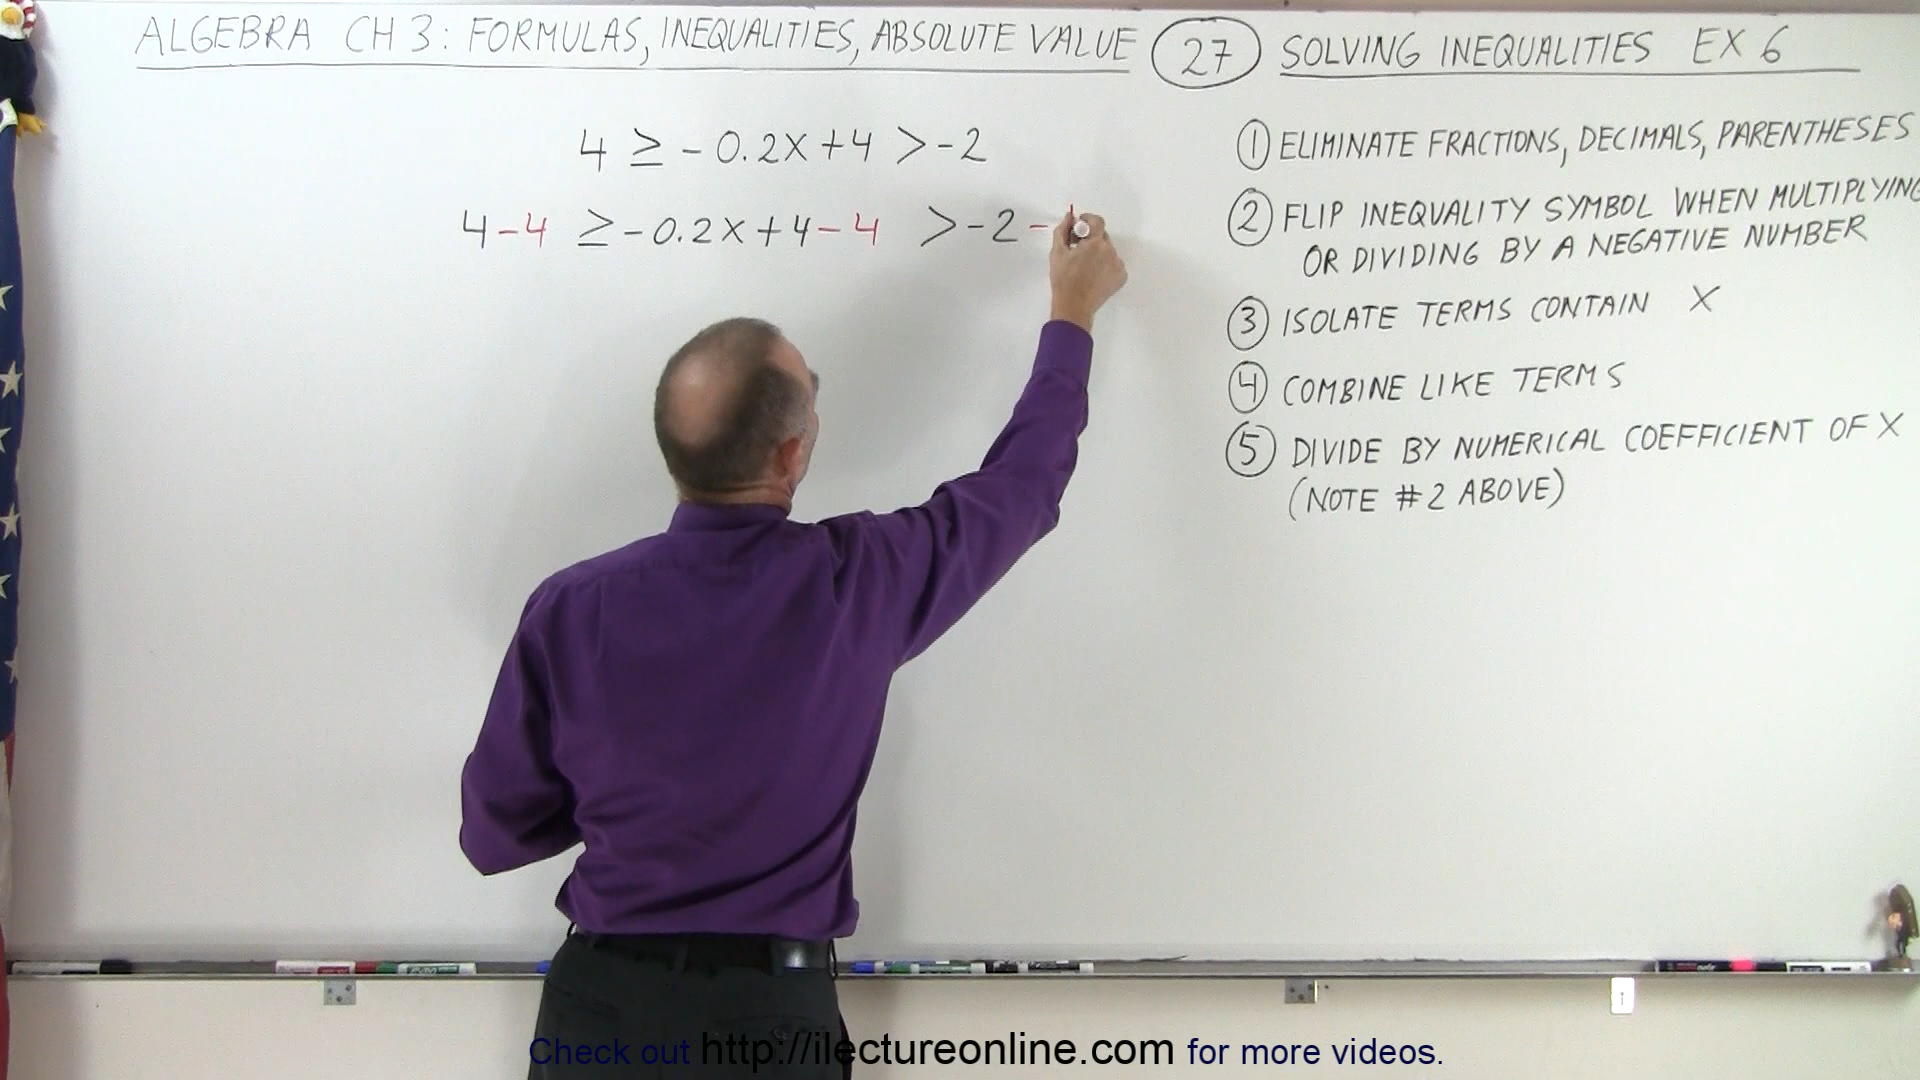 ALGEBRA CH 3: FORMULAS, INEQUALITIES, ABSOLUTE VALUE 27 SOLVING INEQUALITIES EX 6
4 ≥ -0.2X+4 > -2
4-4 ≥ -0.2X+4-4 > -2 -
1 ELIMINATE FRACTIONS, DECIMALS, PARENTHESES
2 FLIP INEQUALITY SYMBOL WHEN MULTIPLYING
OR DIVIDING BY A NEGATIVE NUMBER
3 ISOLATE TERMS CONTAIN X
4 COMBINE LIKE TERMS
5 DIVIDE BY NUMERICAL COEFFICIENT OF X
(NOTE #2 ABOVE)
Check out http://ilectureonline.com for more videos.